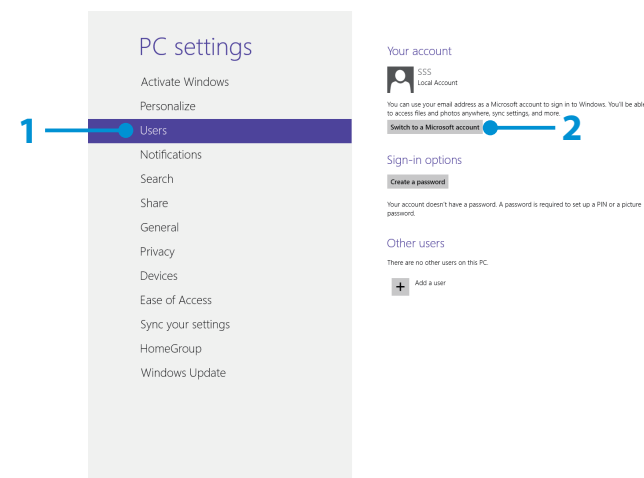 PC settings
Activate Windows
Personalize
1
Users
Notifications
Search
Share
General
Privacy
Devices
Ease of Access
Sync your settings
HomeGroup
Windows Update
Your account
SSS
Local Account
You can use your email address as a Microsoft account to sign in to Windows. You'll be able
to access files and photos anywhere, sync settings, and more.
Switch to a Microsoft account
2
Sign-in options
Create a password
Your account doesn't have a password. A password is required to set up a PIN or a picture
password.
Other users
There are no other users on this PC.
+ Add a user